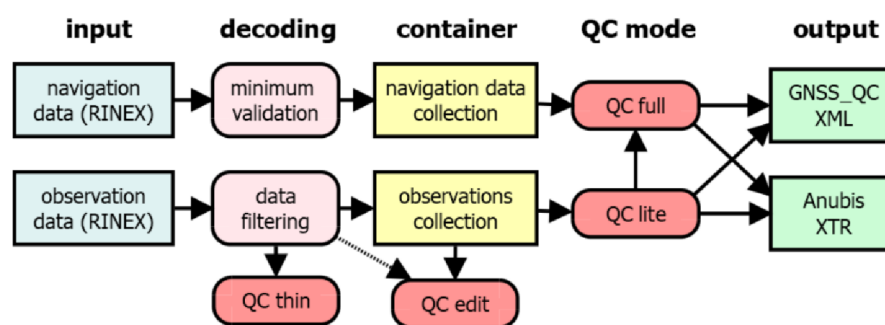 input
decoding
container
QC mode
output
navigation
data (RINEX)
minimum
validation
navigation data
collection
QC full
GNSS_QC
XML
observation
data (RINEX)
data
filtering
observations
collection
QC lite
Anubis
XTR
QC thin
QC edit